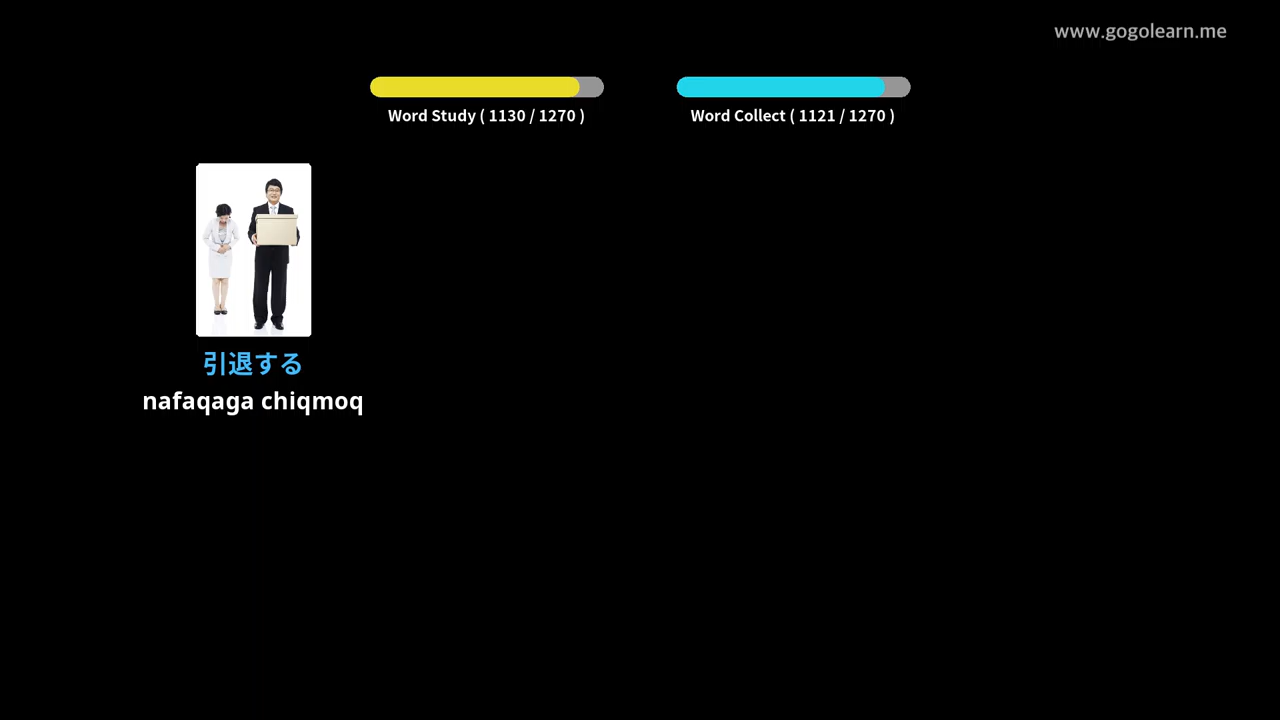 www.gogolearn.me
Word Study ( 1130 / 1270 )
Word Collect ( 1121 / 1270 )
引退する
nafaqaga chiqmoq